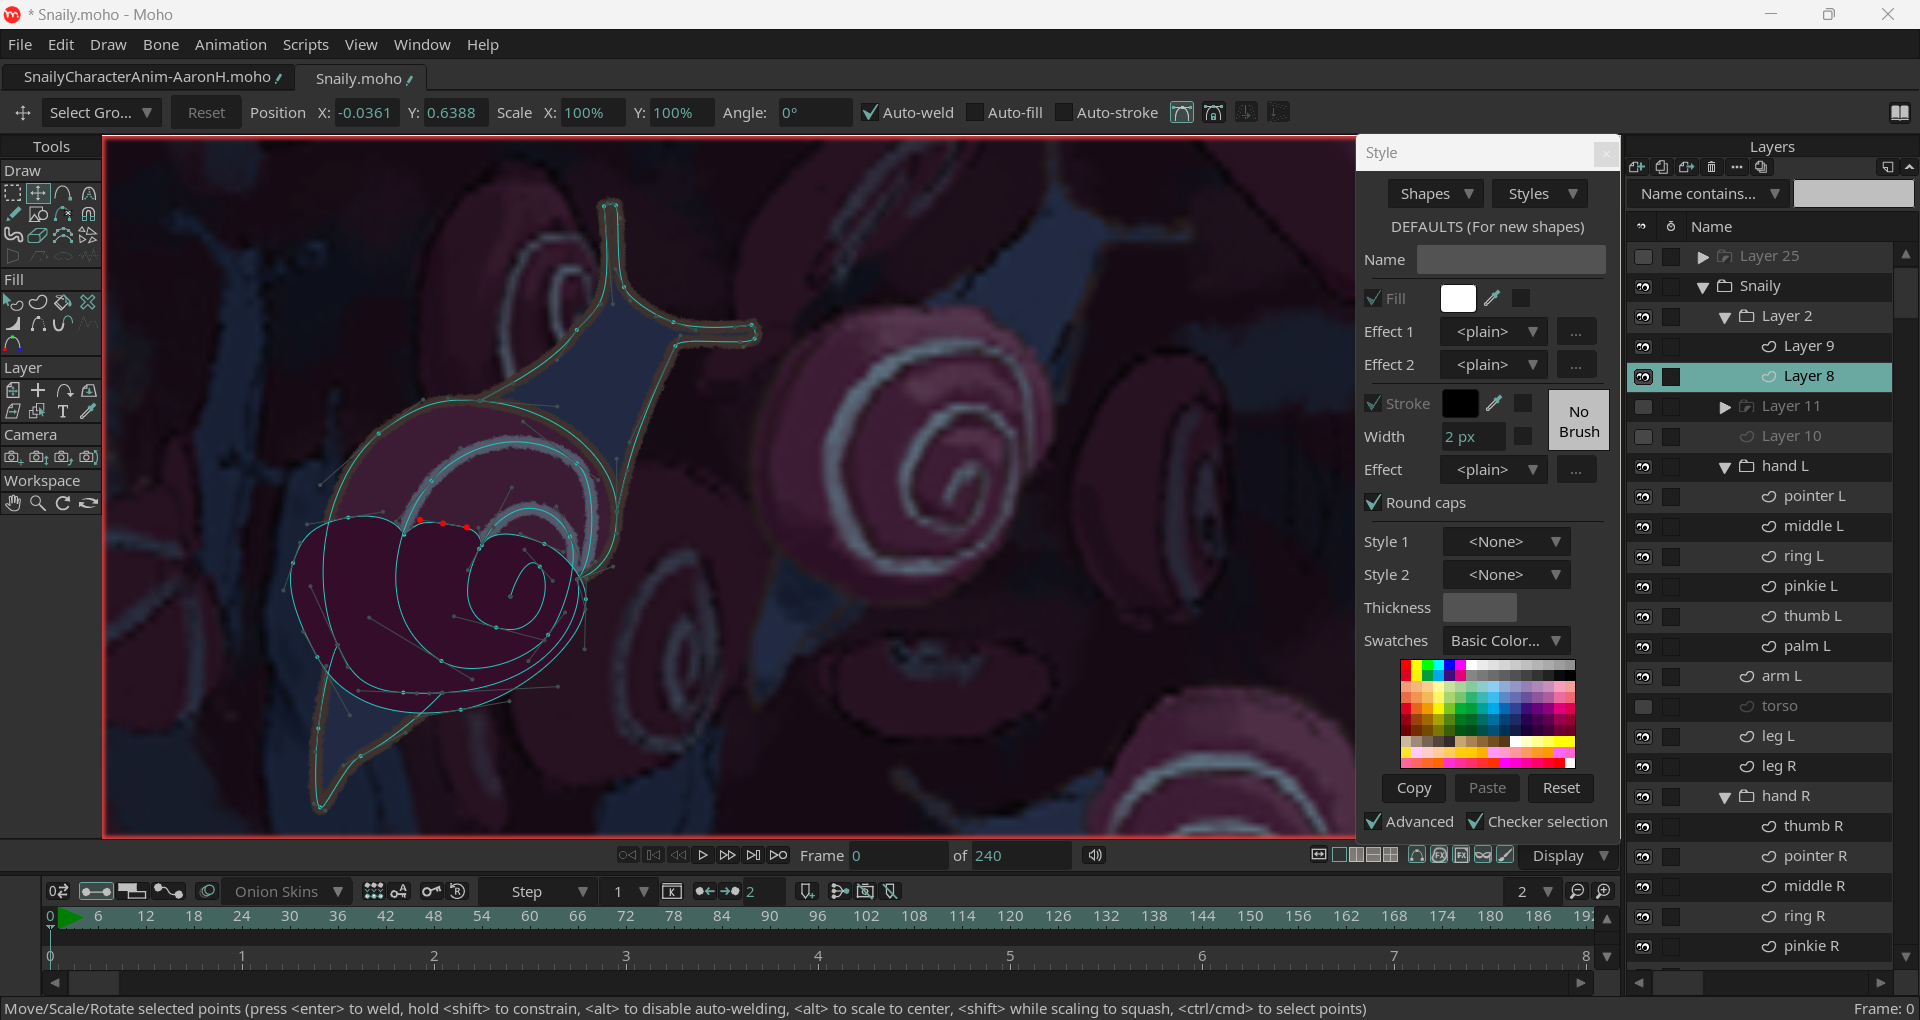 * Snaily.moho - Moho
File Edit Draw Bone Animation Scripts View Window Help
SnailyCharacterAnim-AaronH.moho Snaily.moho
Select Gro... Reset Position X: -0.0361 Y: 0.6388 Scale X: 100% Y: 100% Angle: 0° Auto-weld Auto-fill Auto-stroke
Tools
Draw
Fill
Layer
Camera
Workspace
Style
Shapes Styles
DEFAULTS (For new shapes)
Name
Fill
Effect 1 <plain> ...
Effect 2 <plain> ...
Stroke No Brush
Width 2 px
Effect <plain> ...
Round caps
Style 1 <None>
Style 2 <None>
Thickness
Swatches Basic Color...
Copy Paste Reset
Advanced Checker selection
Layers
Name contains...
Name
Layer 25
Snaily
Layer 2
Layer 9
Layer 8
Layer 11
Layer 10
hand L
pointer L
middle L
ring L
pinkie L
thumb L
palm L
arm L
torso
leg L
leg R
hand R
thumb R
pointer R
middle R
ring R
pinkie R
Frame 0 of 240 Display
Onion Skins Step 1 2 2
0 6 12 18 24 30 36 42 48 54 60 66 72 78 84 90 96 102 108 114 120 126 132 138 144 150 156 162 168 174 180 186 192
0 1 2 3 4 5 6 7 8
Move/Scale/Rotate selected points (press <enter> to weld, hold <shift> to constrain, <alt> to disable auto-welding, <alt> to scale to center, <shift> while scaling to squash, <ctrl/cmd> to select points) Frame: 0